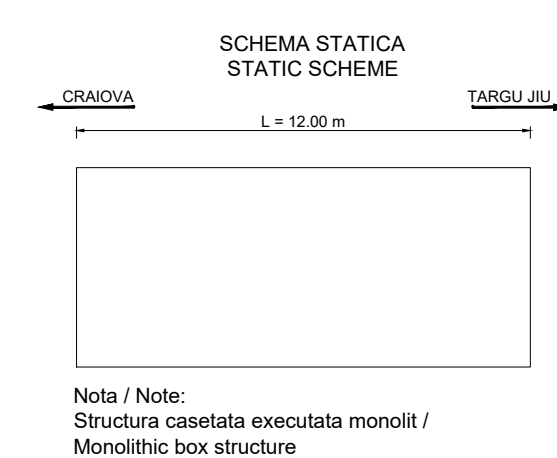 SCHEMA STATICA
STATIC SCHEME
CRAIOVA
TARGU JIU
L = 12.00 m
Nota / Note:
Structura casetata executata monolit /
Monolithic box structure